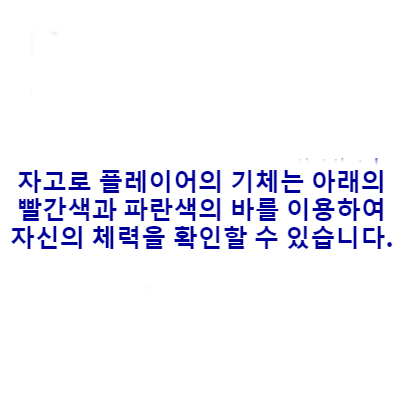 자고로 플레이어의 기체는 아래의
빨간색과 파란색의 바를 이용하여
자신의 체력을 확인할 수 있습니다.